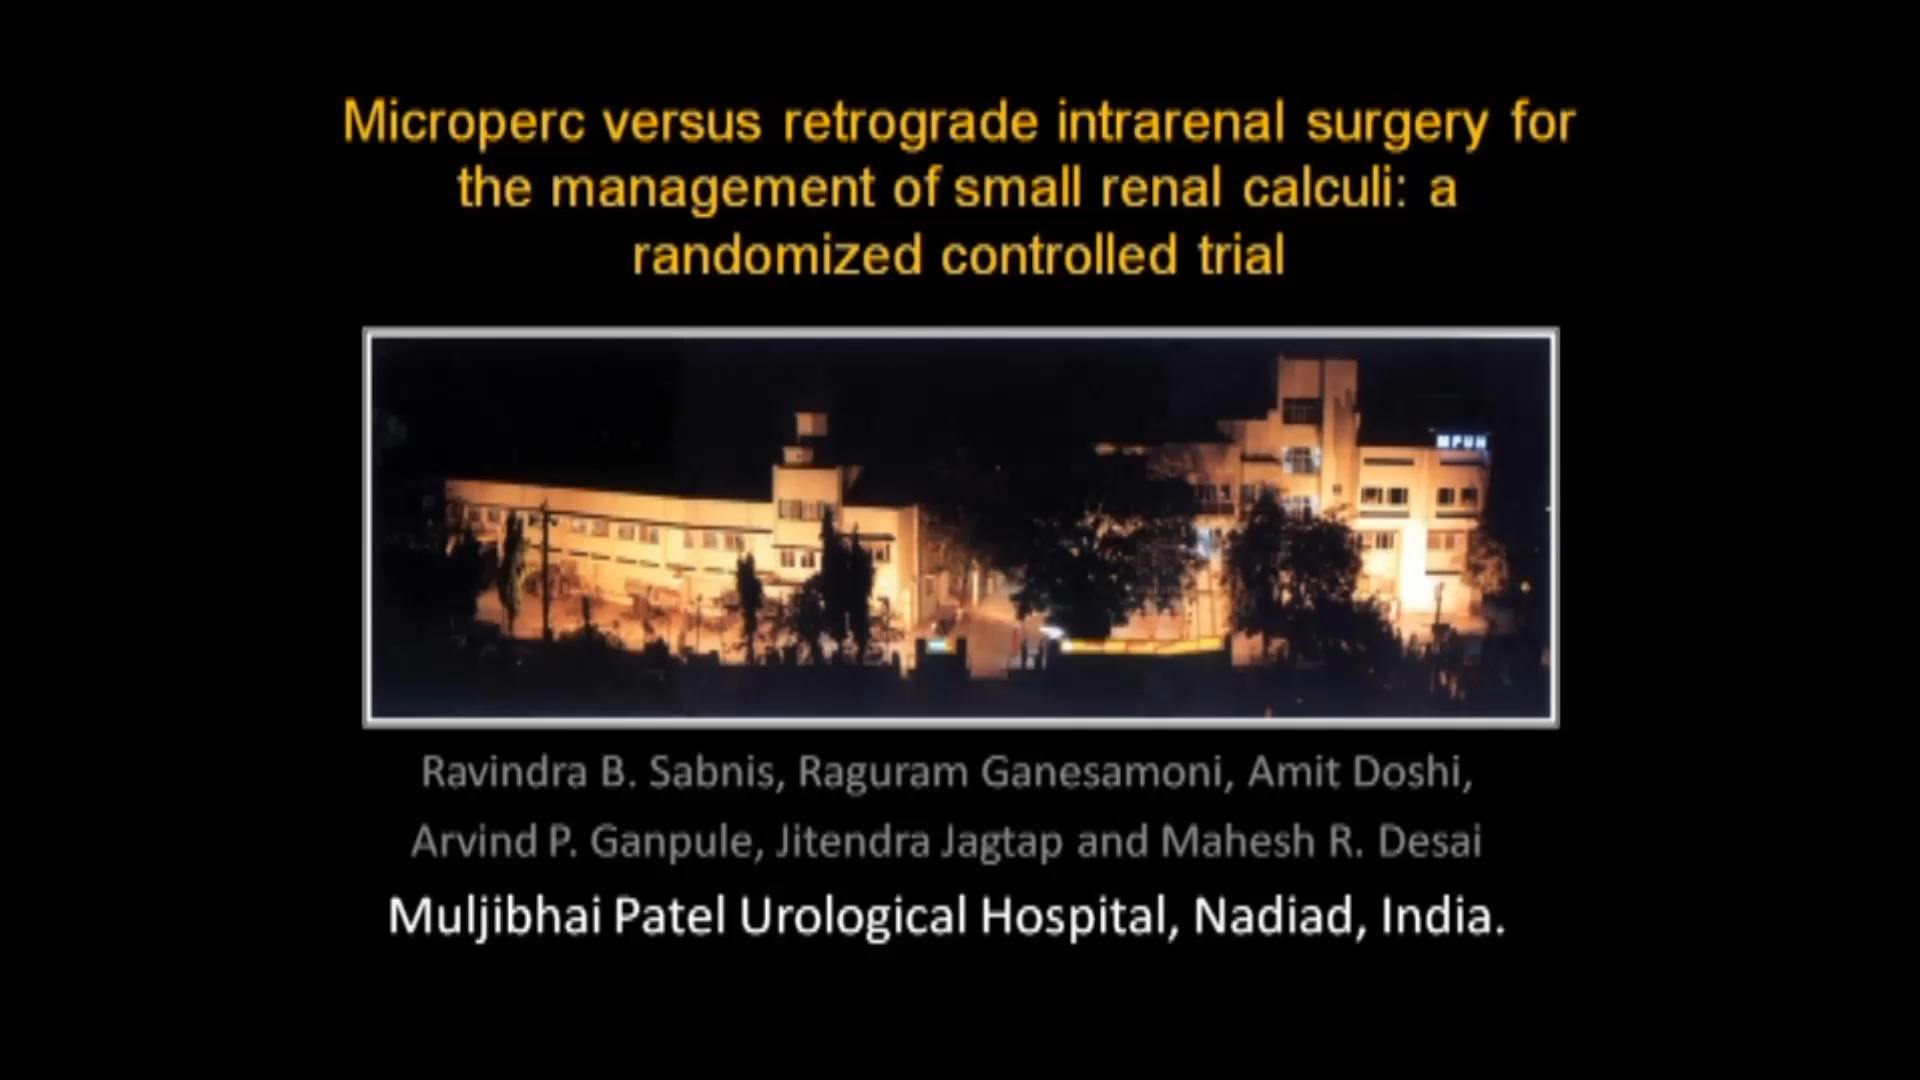 Microperc versus retrograde intrarenal surgery for
the management of small renal calculi: a
randomized controlled trial
MPUH
Ravindra B. Sabnis, Raguram Ganesamoni, Amit Doshi,
Arvind P. Ganpule, Jitendra Jagtap and Mahesh R. Desai
Muljibhai Patel Urological Hospital, Nadiad, India.